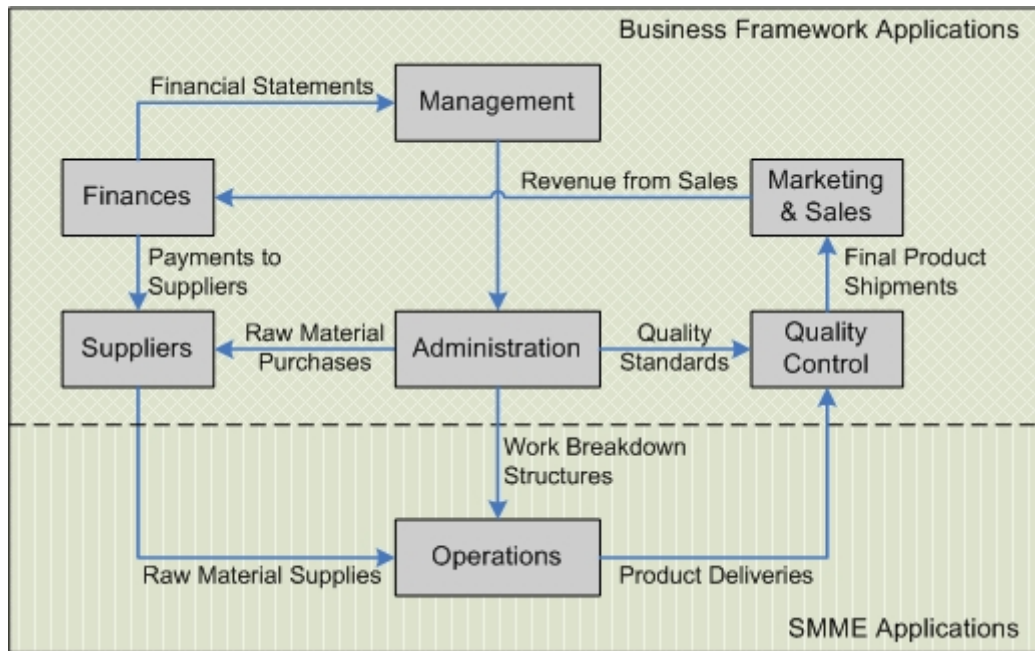 Business Framework Applications
Financial Statements
Management
Finances
Revenue from Sales
Marketing
& Sales
Payments to
Suppliers
Final Product
Shipments
Suppliers
Raw Material
Purchases
Administration
Quality
Standards
Quality
Control
Work Breakdown
Structures
Operations
Raw Material Supplies
Product Deliveries
SMME Applications